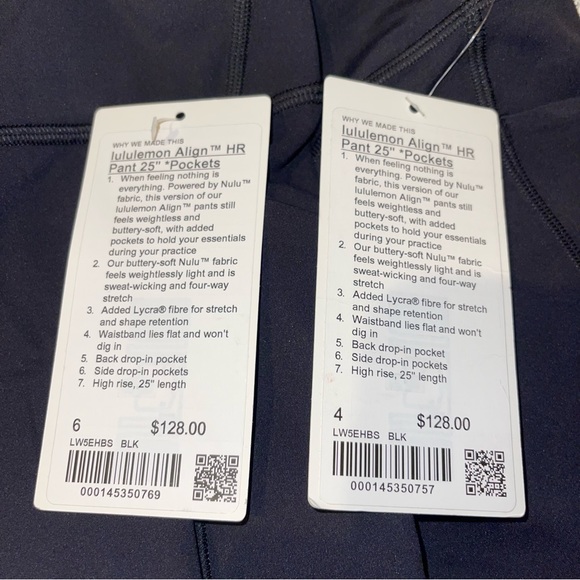 WHY WE MADE THIS
lululemon Align™ HR
Pant 25" *Pockets
1. When feeling nothing is
everything. Powered by Nulu™
fabric, this version of our
lululemon Align™ pants still
feels weightless and
buttery-soft, with added
pockets to hold your essentials
during your practice
2. Our buttery-soft Nulu™ fabric
feels weightlessly light and is
sweat-wicking and four-way
stretch
3. Added Lycra® fibre for stretch
and shape retention
4. Waistband lies flat and won't
dig in
5. Back drop-in pocket
6. Side drop-in pockets
7. High rise, 25" length
6 $128.00
LW5EHBS BLK
000145350769
WHY WE MADE THIS
lululemon Align™ HR
Pant 25" *Pockets
1. When feeling nothing is
everything. Powered by Nulu™
fabric, this version of our
lululemon Align™ pants still
feels weightless and
buttery-soft, with added
pockets to hold your essentials
during your practice
2. Our buttery-soft Nulu™ fabric
feels weightlessly light and is
sweat-wicking and four-way
stretch
3. Added Lycra® fibre for stretch
and shape retention
4. Waistband lies flat and won't
dig in
5. Back drop-in pocket
6. Side drop-in pockets
7. High rise, 25" length
4 $128.00
LW5EHBS BLK
000145350757